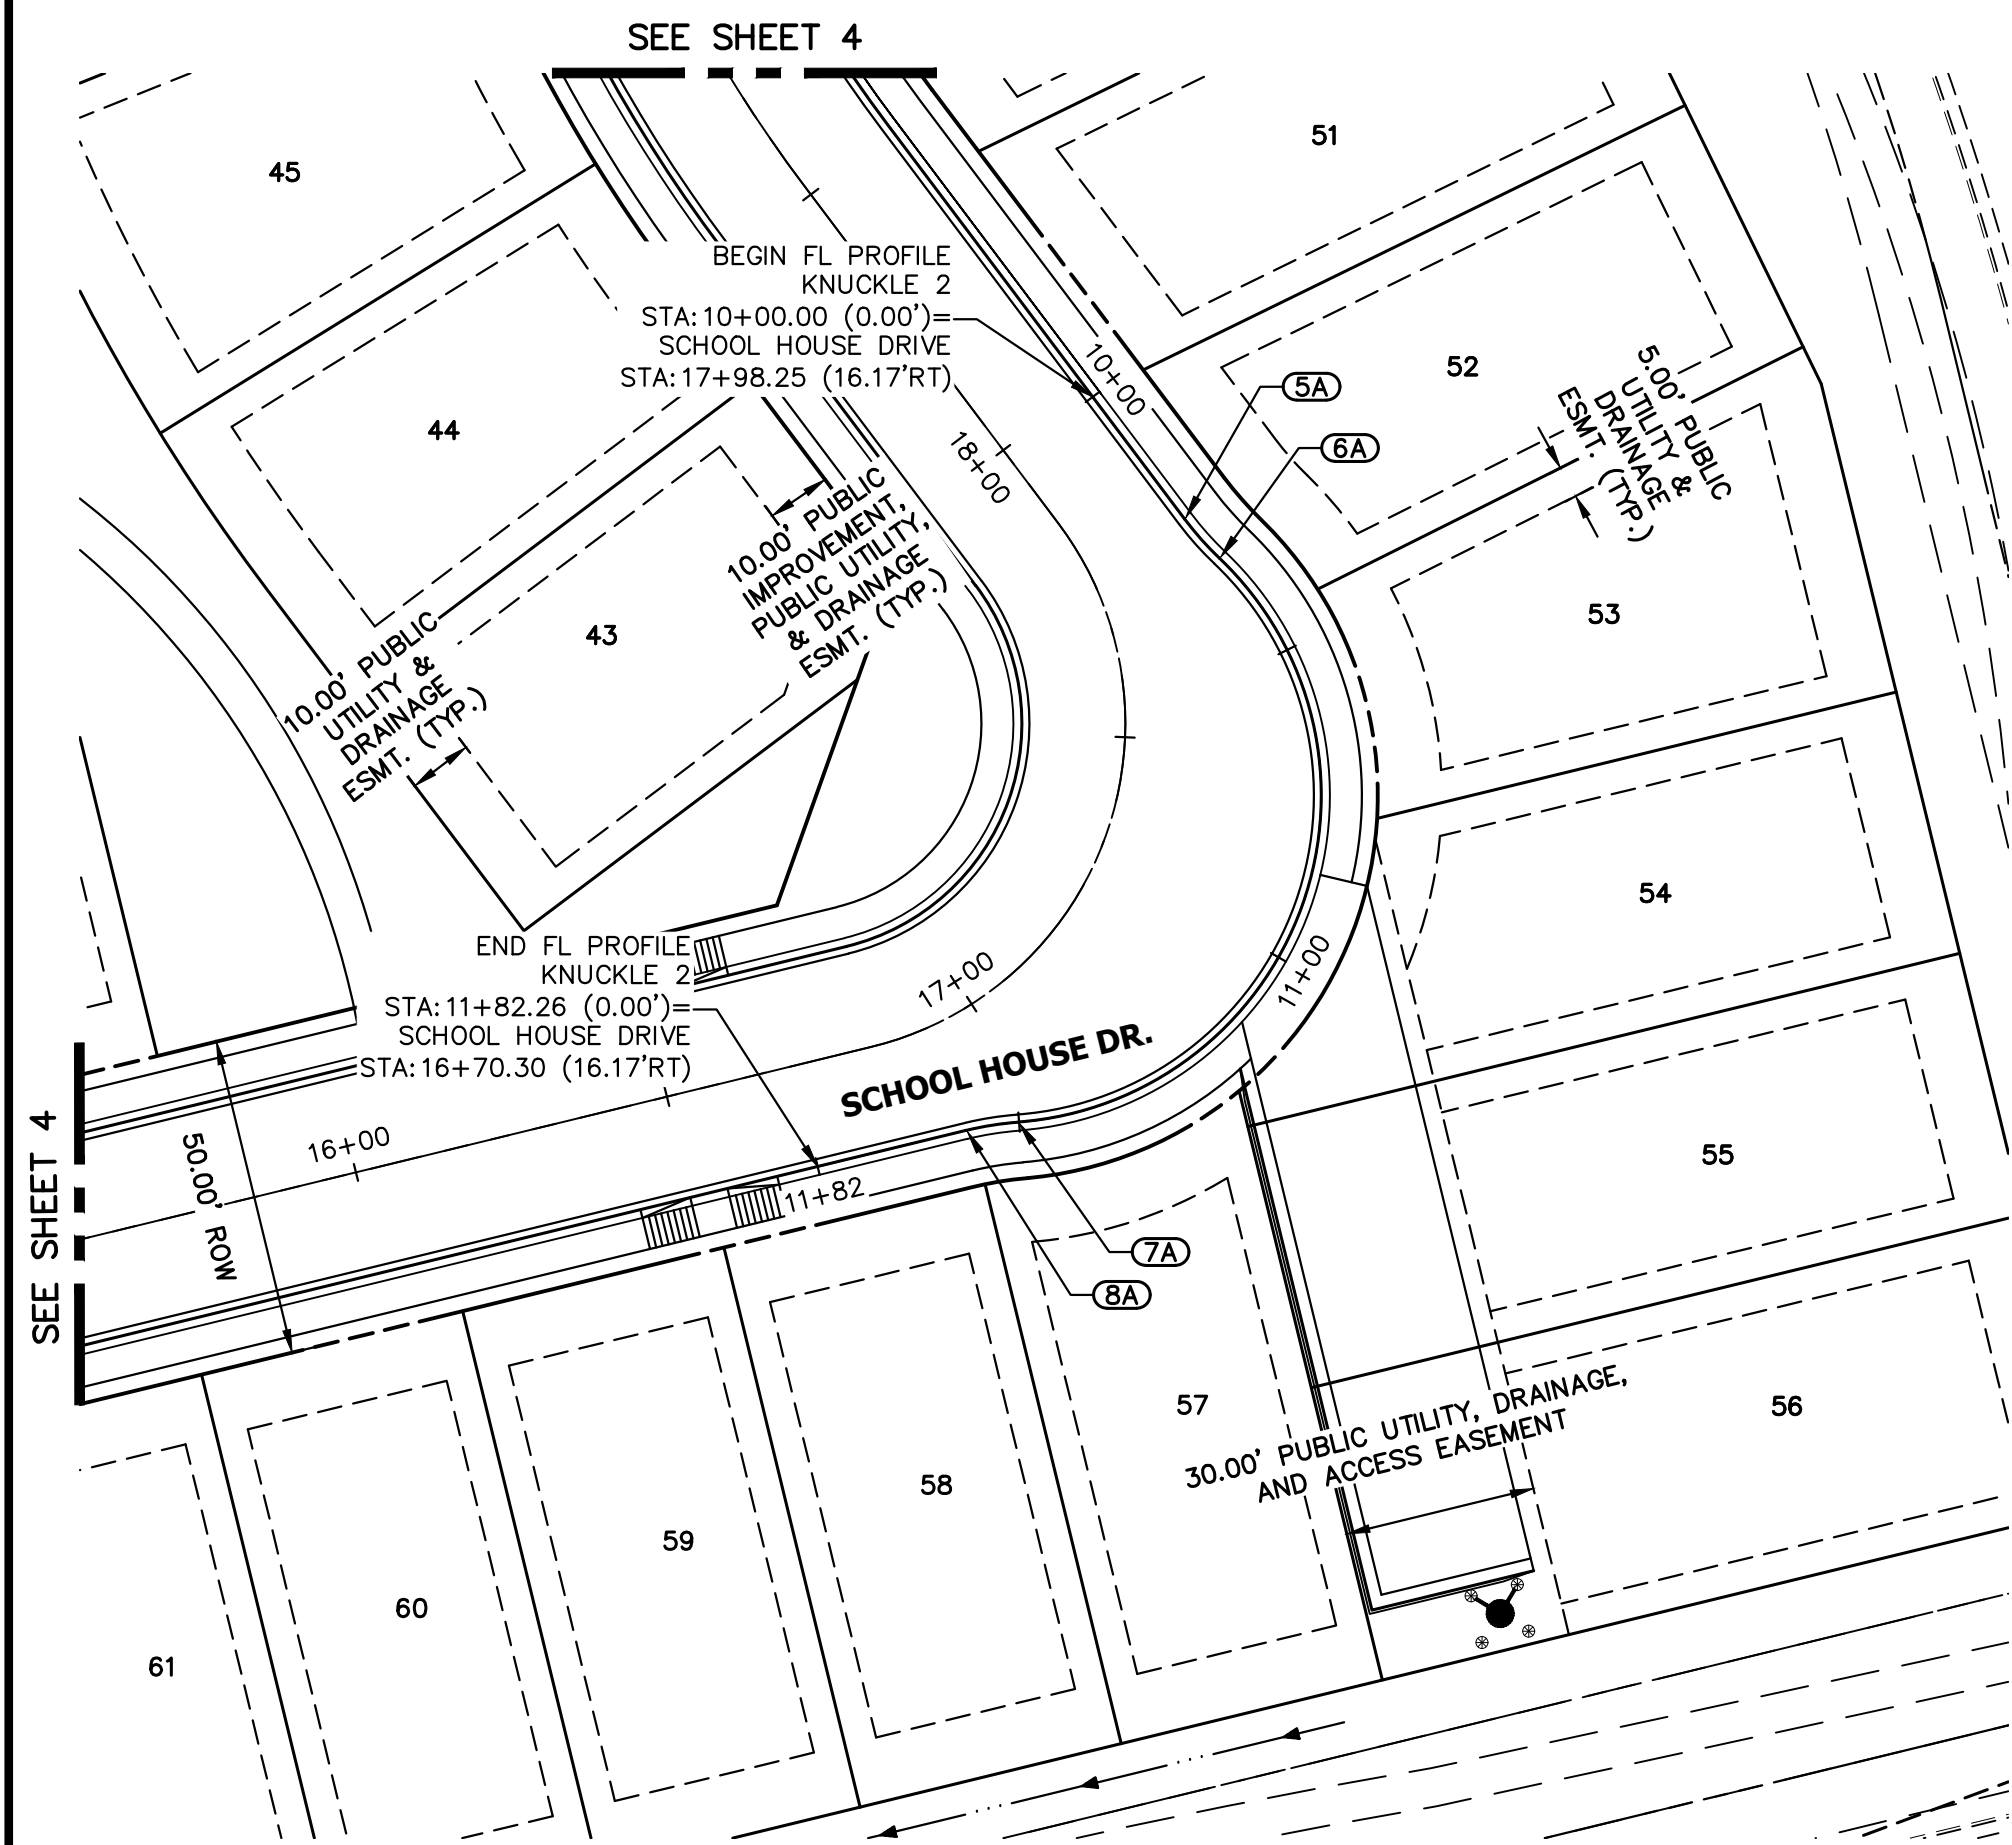 SEE SHEET 4
45
51
BEGIN FL PROFILE
KNUCKLE 2
STA:10+00.00 (0.00')=
SCHOOL HOUSE DRIVE
STA:17+98.25 (16.17'RT)
10+00
5A
52
5.00' PUBLIC
UTILITY &
DRAINAGE
ESMT. (TYP.)
44
6A
18+00
10.00' PUBLIC
IMPROVEMENT,
PUBLIC UTILITY,
& DRAINAGE
ESMT. (TYP.)
43
53
10.00' PUBLIC
UTILITY &
DRAINAGE
ESMT. (TYP.)
54
END FL PROFILE
KNUCKLE 2
STA:11+82.26 (0.00')=
SCHOOL HOUSE DRIVE
STA:16+70.30 (16.17'RT)
17+00
11+00
SCHOOL HOUSE DR.
SEE SHEET 4
50.00' ROW
16+00
11+82
55
7A
8A
57
56
30.00' PUBLIC UTILITY, DRAINAGE,
AND ACCESS EASEMENT
58
59
60
61